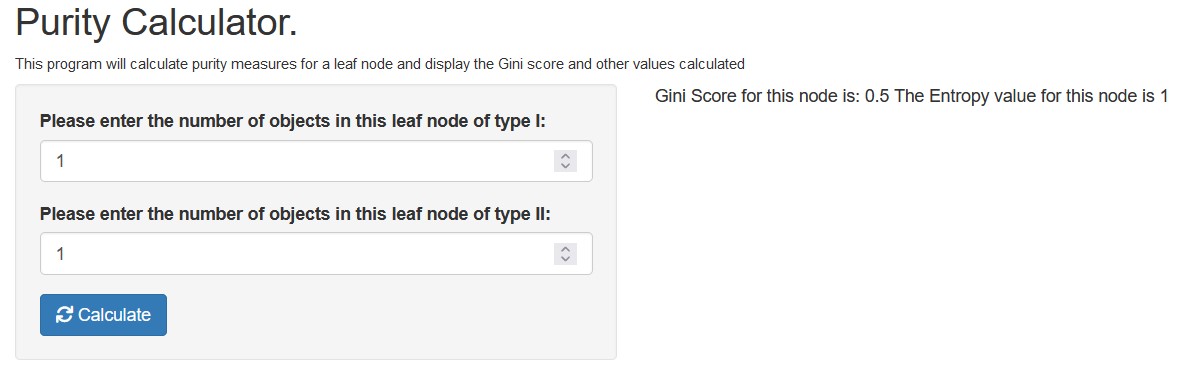 Purity Calculator.
This program will calculate purity measures for a leaf node and display the Gini score and other values calculated
Please enter the number of objects in this leaf node of type I:
1
Please enter the number of objects in this leaf node of type II:
1
Calculate
Gini Score for this node is: 0.5 The Entropy value for this node is 1